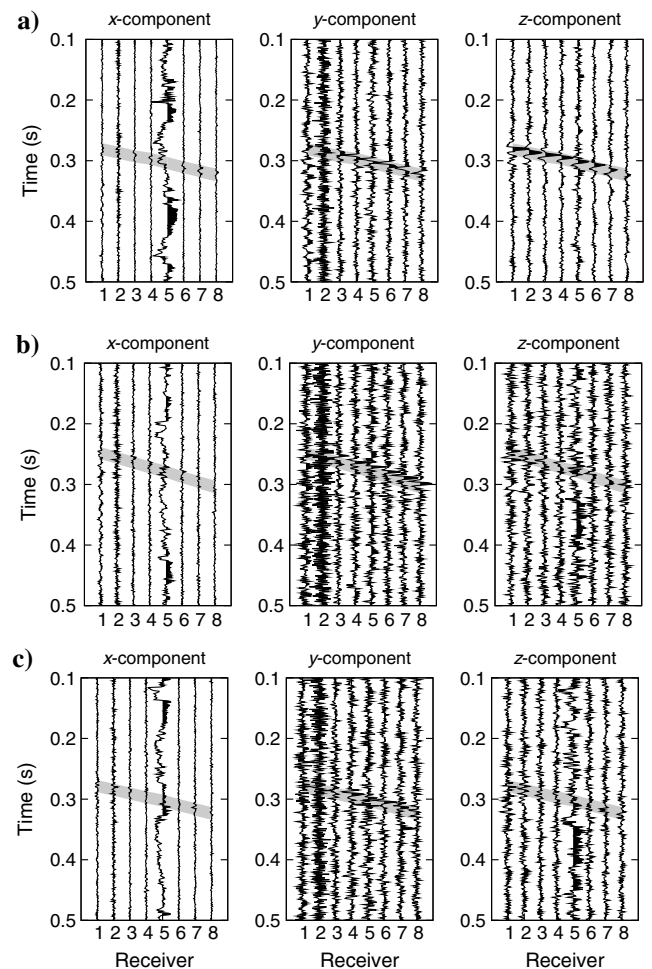 a)
x-component
y-component
z-component
Time (s)
0.1
0.2
0.3
0.4
0.5
1 2 3 4 5 6 7 8
1 2 3 4 5 6 7 8
1 2 3 4 5 6 7 8
b)
x-component
y-component
z-component
Time (s)
0.1
0.2
0.3
0.4
0.5
1 2 3 4 5 6 7 8
1 2 3 4 5 6 7 8
1 2 3 4 5 6 7 8
c)
x-component
y-component
z-component
Time (s)
0.1
0.2
0.3
0.4
0.5
1 2 3 4 5 6 7 8
1 2 3 4 5 6 7 8
1 2 3 4 5 6 7 8
Receiver
Receiver
Receiver